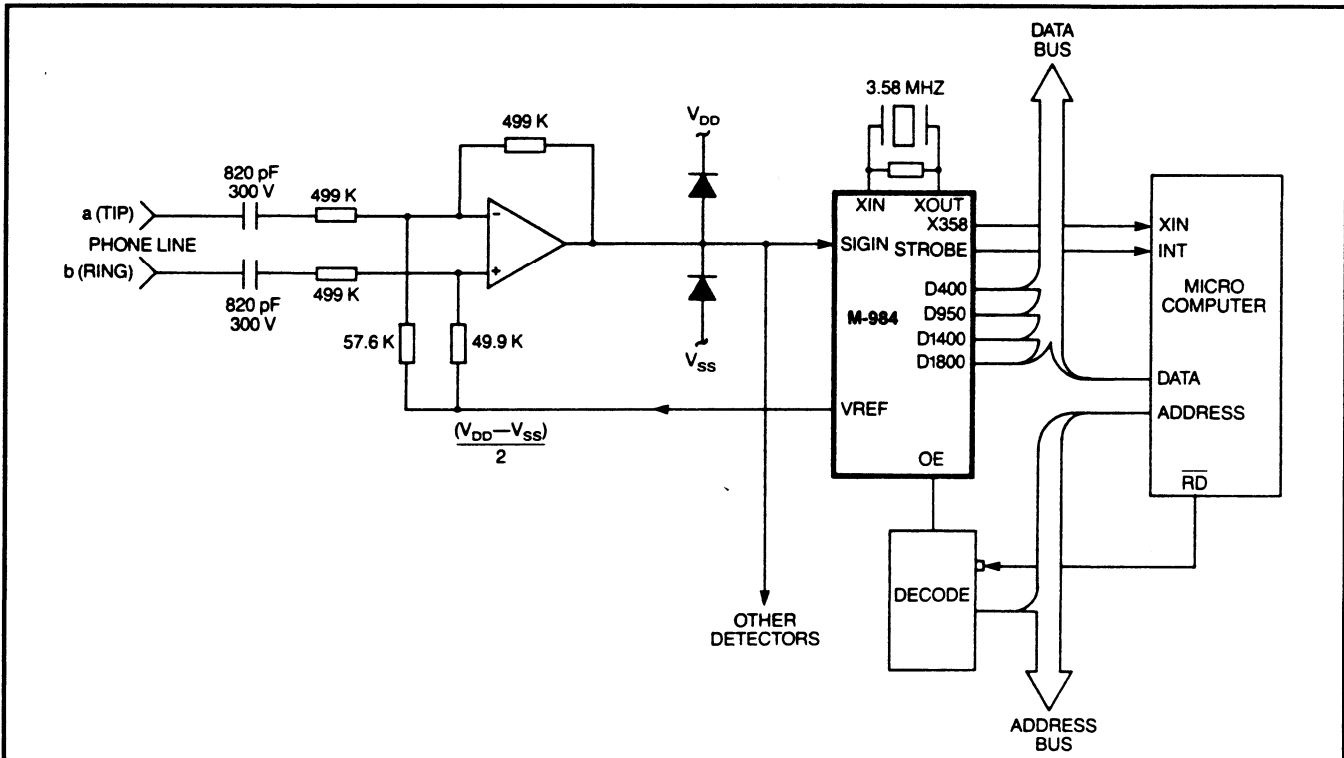 DATA
BUS
3.58 MHZ
V_DD
499 K
820 pF
300 V
499 K
a (TIP)
PHONE LINE
b (RING)
820 pF
300 V
499 K
−
+
57.6 K
49.9 K
V_SS
(V_DD—V_SS)
2
XIN
XOUT
X358
SIGIN
STROBE
D400
M-984
D950
D1400
D1800
VREF
OE
XIN
INT
MICRO
COMPUTER
DATA
ADDRESS
RD
DECODE
OTHER
DETECTORS
ADDRESS
BUS